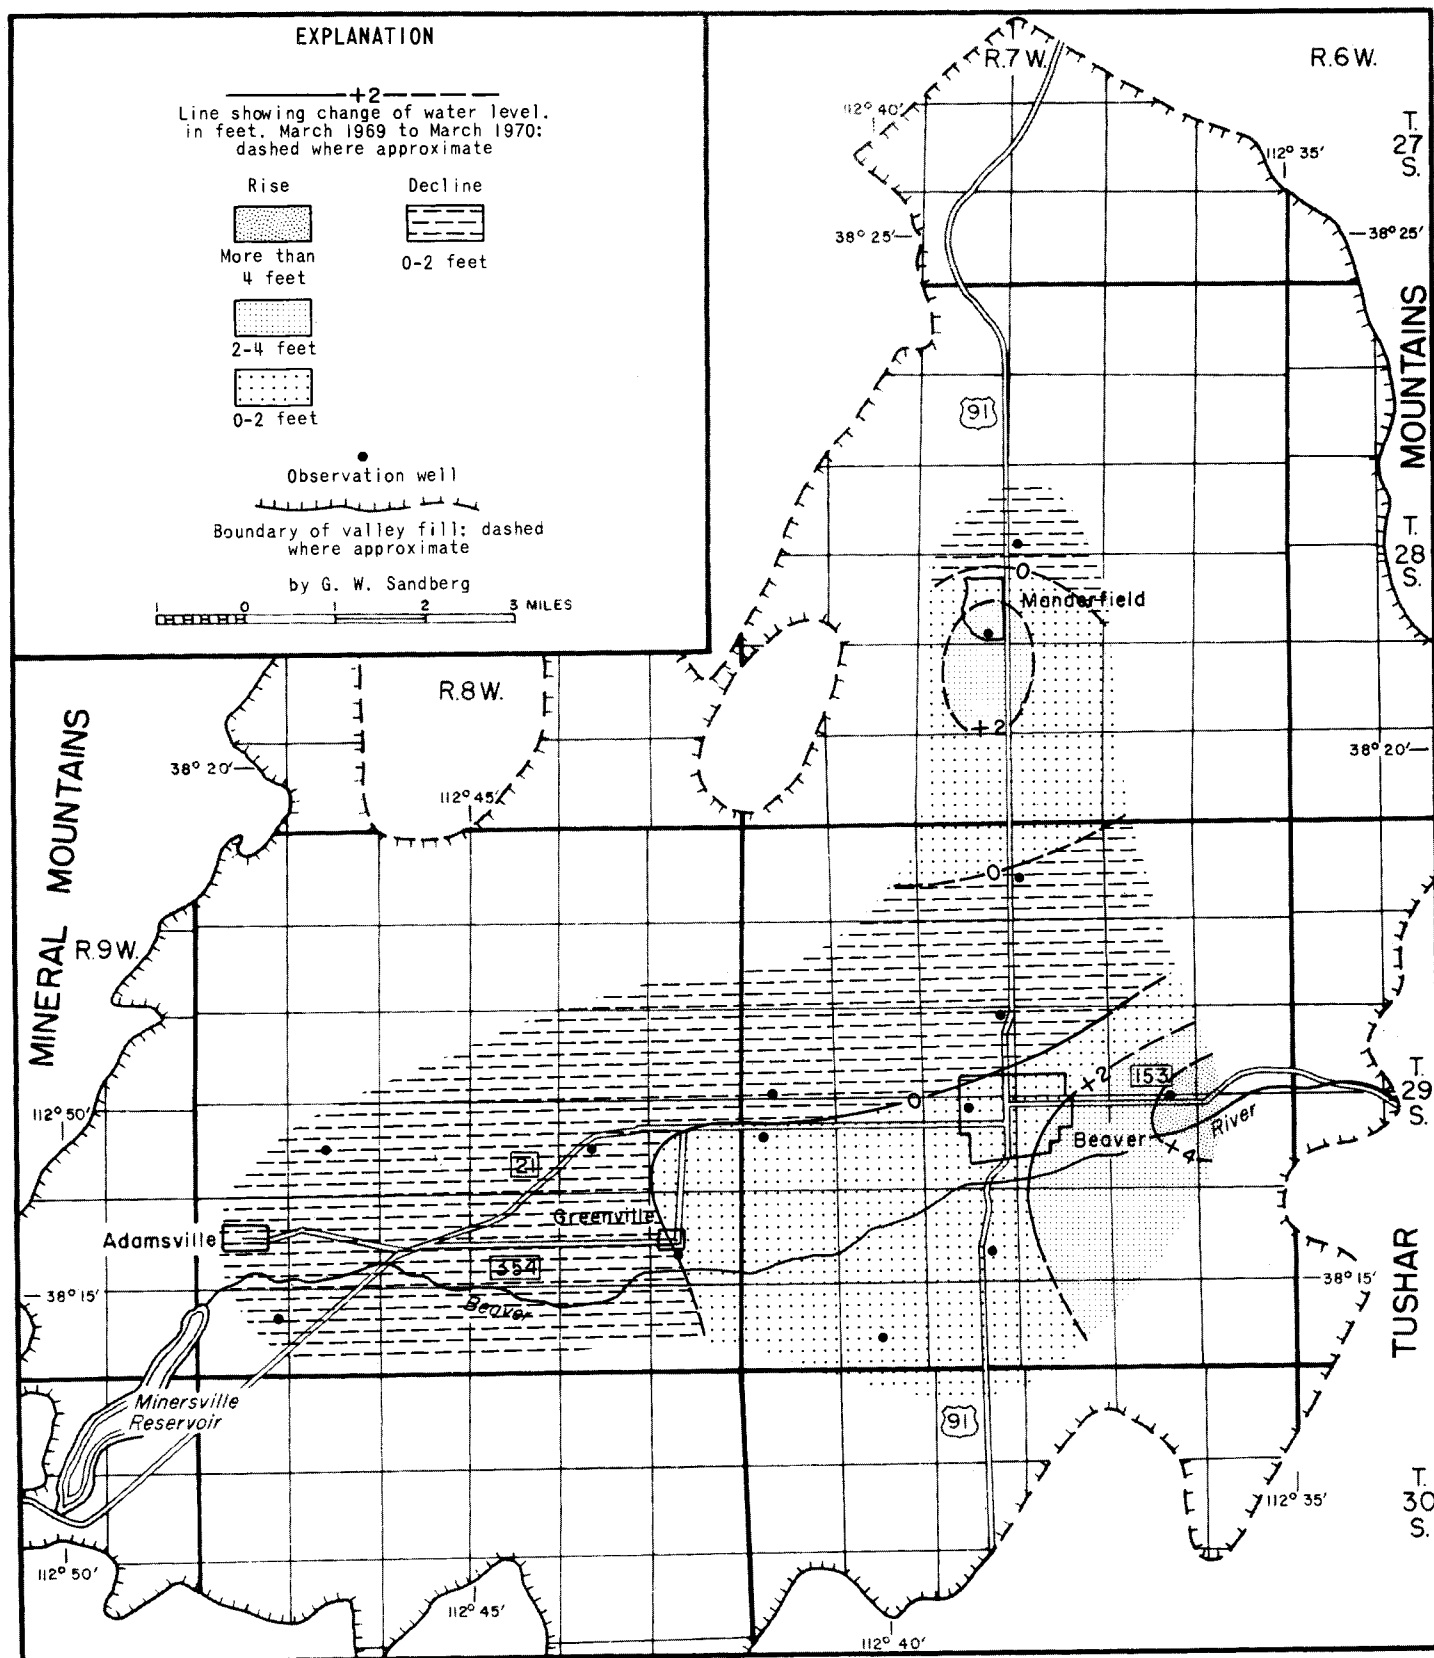 EXPLANATION
+2
Line showing change of water level,
in feet, March 1969 to March 1970:
dashed where approximate
Rise
Decline
More than
4 feet
0-2 feet
2-4 feet
0-2 feet
Observation well
Boundary of valley fill; dashed
where approximate
by G. W. Sandberg
1 0 1 2 3 MILES
R.7W.
R.6W.
112° 40'
T.
27
S.
112° 35'
38° 25'
38° 25'
MOUNTAINS
91
T.
28
S.
0
Manderfield
R.8W.
+2
38° 20'
38° 20'
112° 45'
MINERAL MOUNTAINS
0
R.9W.
+2
153
T.
29
S.
112° 50'
0
Beaver
River
+4
21
Greenville
Adamsville
354
Beaver
38° 15'
38° 15'
TUSHAR
Minersville
Reservoir
91
112° 35'
T.
30
S.
112° 50'
112° 45'
112° 40'